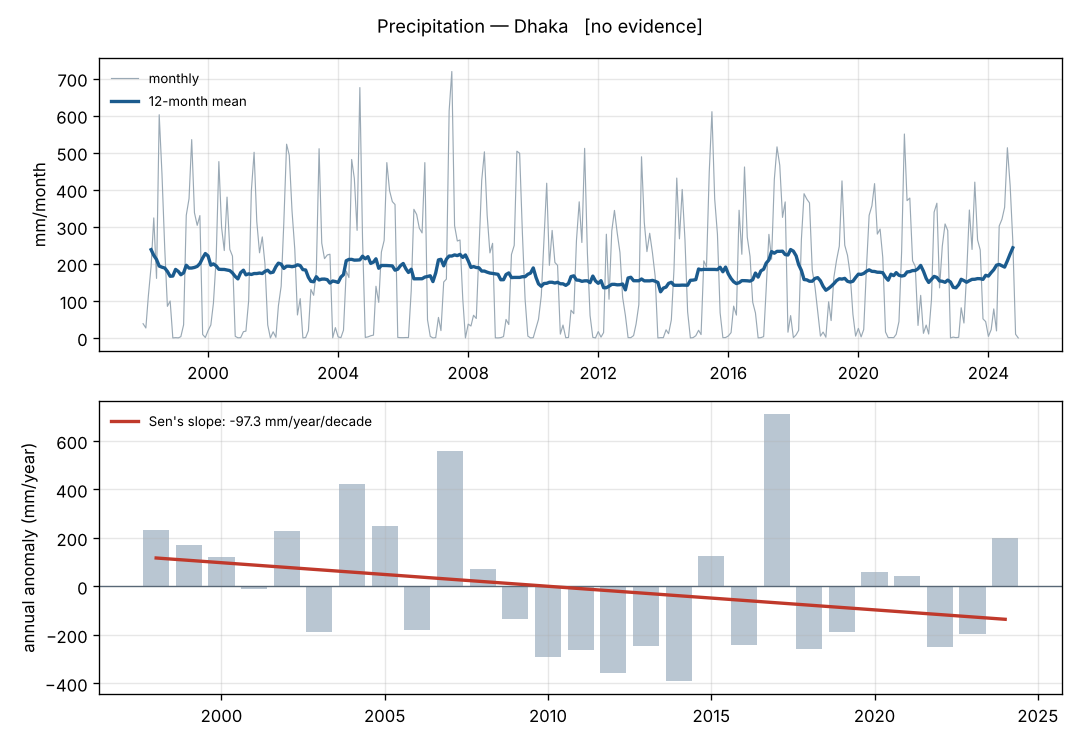 Precipitation — Dhaka [no evidence]
mm/month
700
600
500
400
300
200
100
0
monthly
12-month mean
2000 2004 2008 2012 2016 2020 2024
annual anomaly (mm/year)
600
400
200
0
−200
−400
Sen's slope: -97.3 mm/year/decade
2000 2005 2010 2015 2020 2025